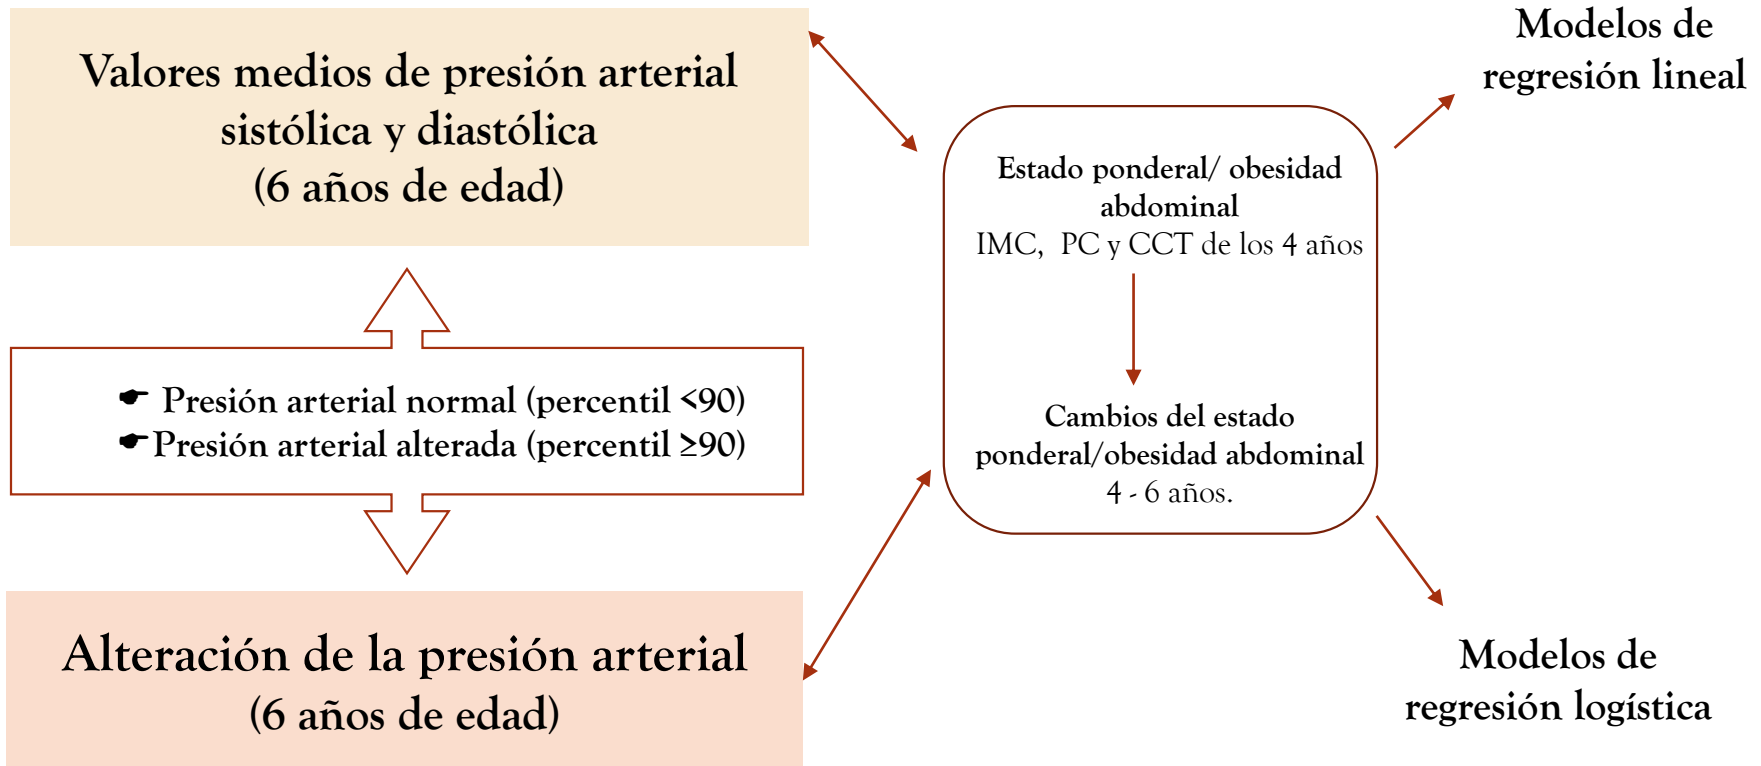 Valores medios de presión arterial
sistólica y diastólica
(6 años de edad)
☛ Presión arterial normal (percentil <90)
☛ Presión arterial alterada (percentil ≥90)
Alteración de la presión arterial
(6 años de edad)
Estado ponderal/ obesidad
abdominal
IMC, PC y CCT de los 4 años
Cambios del estado
ponderal/obesidad abdominal
4 - 6 años.
Modelos de
regresión lineal
Modelos de
regresión logística